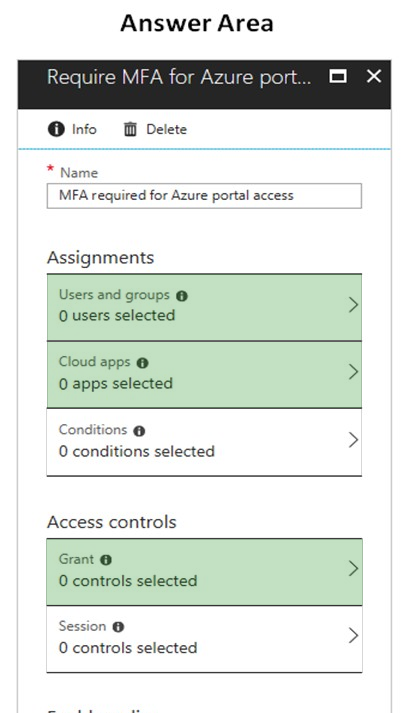 Answer Area
Require MFA for Azure port...
Info Delete
* Name
MFA required for Azure portal access
Assignments
Users and groups
0 users selected
Cloud apps
0 apps selected
Conditions
0 conditions selected
Access controls
Grant
0 controls selected
Session
0 controls selected